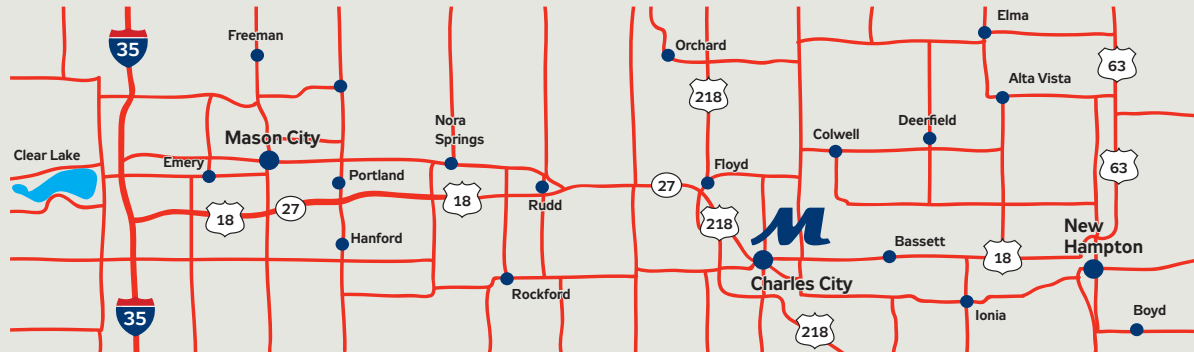 Elma
35
Freeman
Orchard
63
Alta Vista
218
Nora
Springs
Deerfield
Colwell
Mason City
Clear Lake
Emery
Floyd
63
Portland
27
18
27
18
Rudd
218
M
New
Hampton
Hanford
Bassett
18
Charles City
Rockford
35
Ionia
Boyd
218